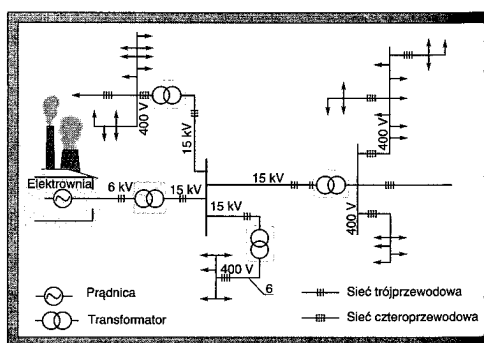 400 V
15 kV
Elektrownia
6 kV
15 kV
15 kV
15 kV
400 V
400 V
400 V
6
Prądnica
Transformator
Sieć trójprzewodowa
Sieć czteroprzewodowa